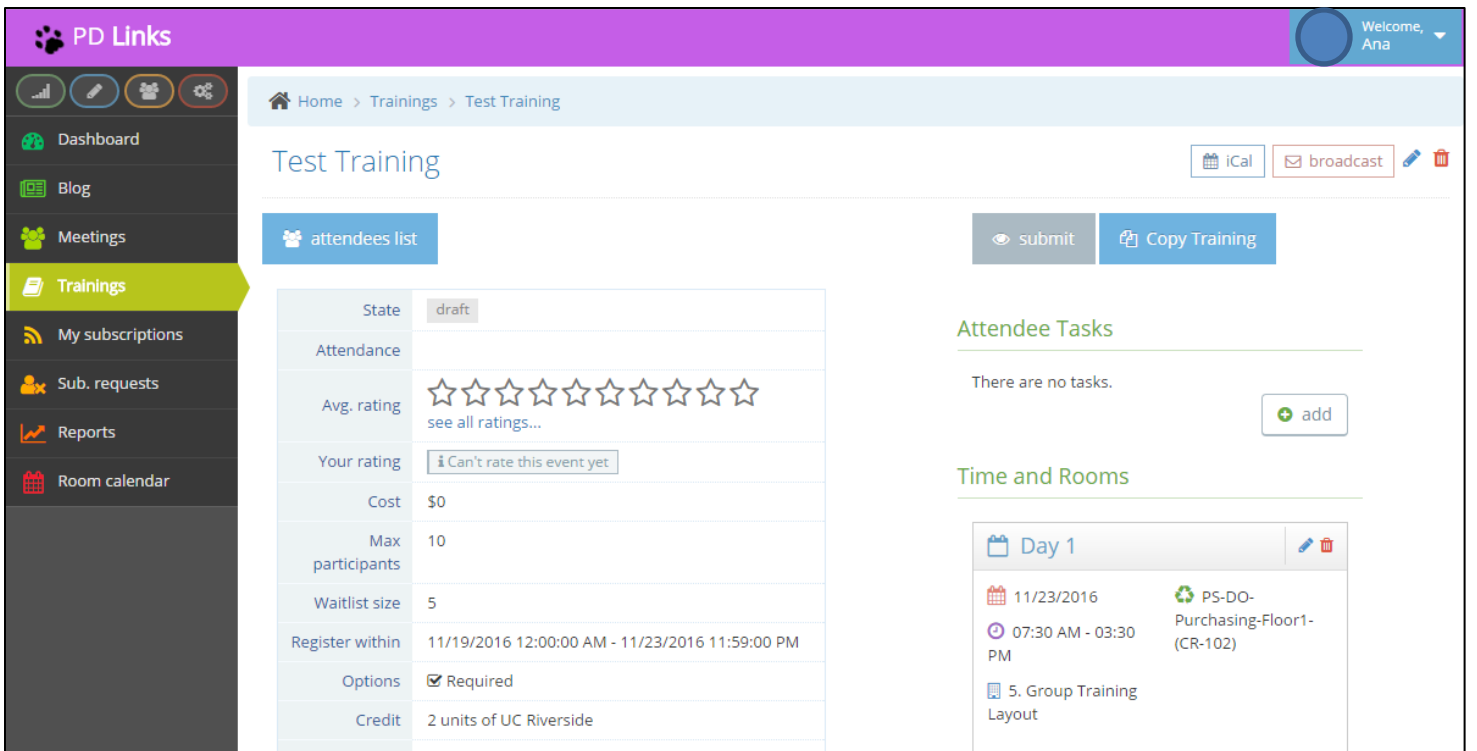 PD Links
Welcome,
Ana
Home > Trainings > Test Training
Dashboard
Blog
Meetings
Trainings
My subscriptions
Sub. requests
Reports
Room calendar
Test Training
iCal
broadcast
attendees list
submit
Copy Training
State draft
Attendance
Avg. rating
see all ratings...
Your rating i Can't rate this event yet
Cost $0
Max
participants
10
Waitlist size 5
Register within 11/19/2016 12:00:00 AM - 11/23/2016 11:59:00 PM
Options Required
Credit 2 units of UC Riverside
Attendee Tasks
There are no tasks.
add
Time and Rooms
Day 1
11/23/2016
07:30 AM - 03:30
PM
5. Group Training
Layout
PS-DO-
Purchasing-Floor1-
(CR-102)